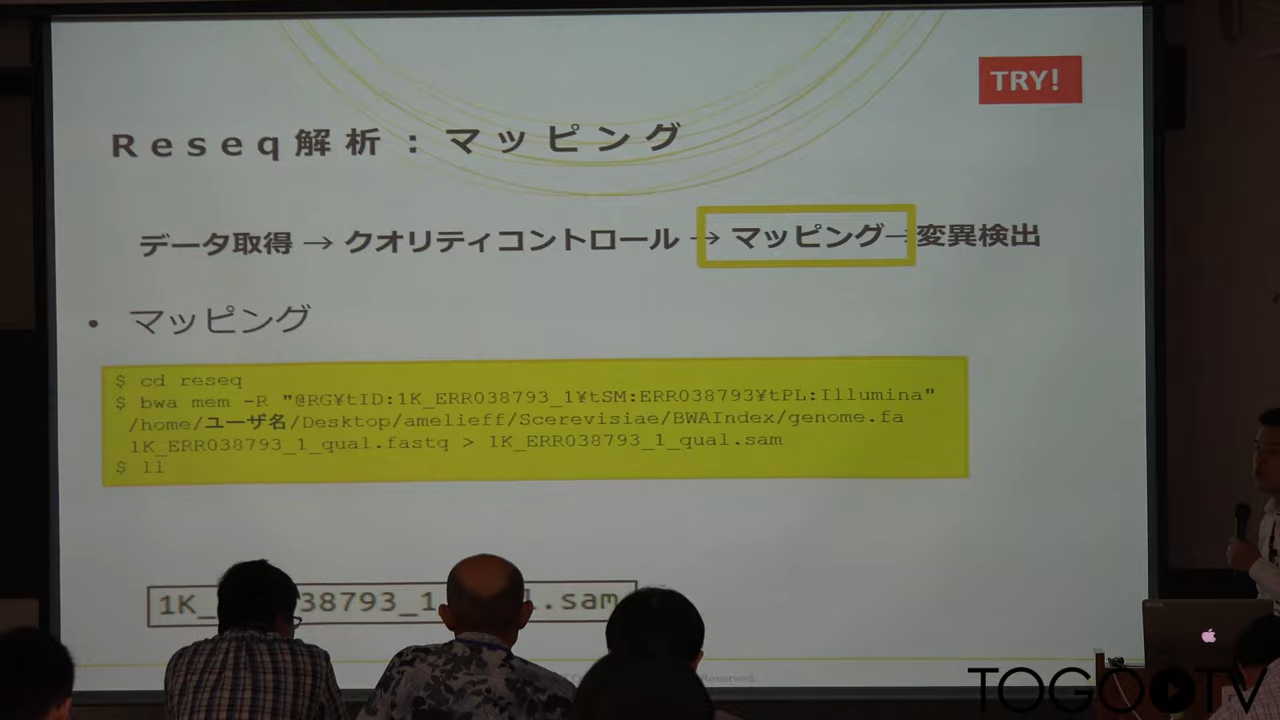 TRY!
Reseq解析：マッピング
データ取得 → クオリティコントロール → マッピング→変異検出
• マッピング
$ cd reseq
$ bwa mem -R "@RG¥tID:1K_ERR038793_1¥tSM:ERR038793¥tPL:Illumina"
/home/ユーザ名/Desktop/amelieff/Scerevisiae/BWAIndex/genome.fa
1K_ERR038793_1_qual.fastq > 1K_ERR038793_1_qual.sam
$ ll
1K_ 38793_1 .sam
Reserved.
TOGOTV